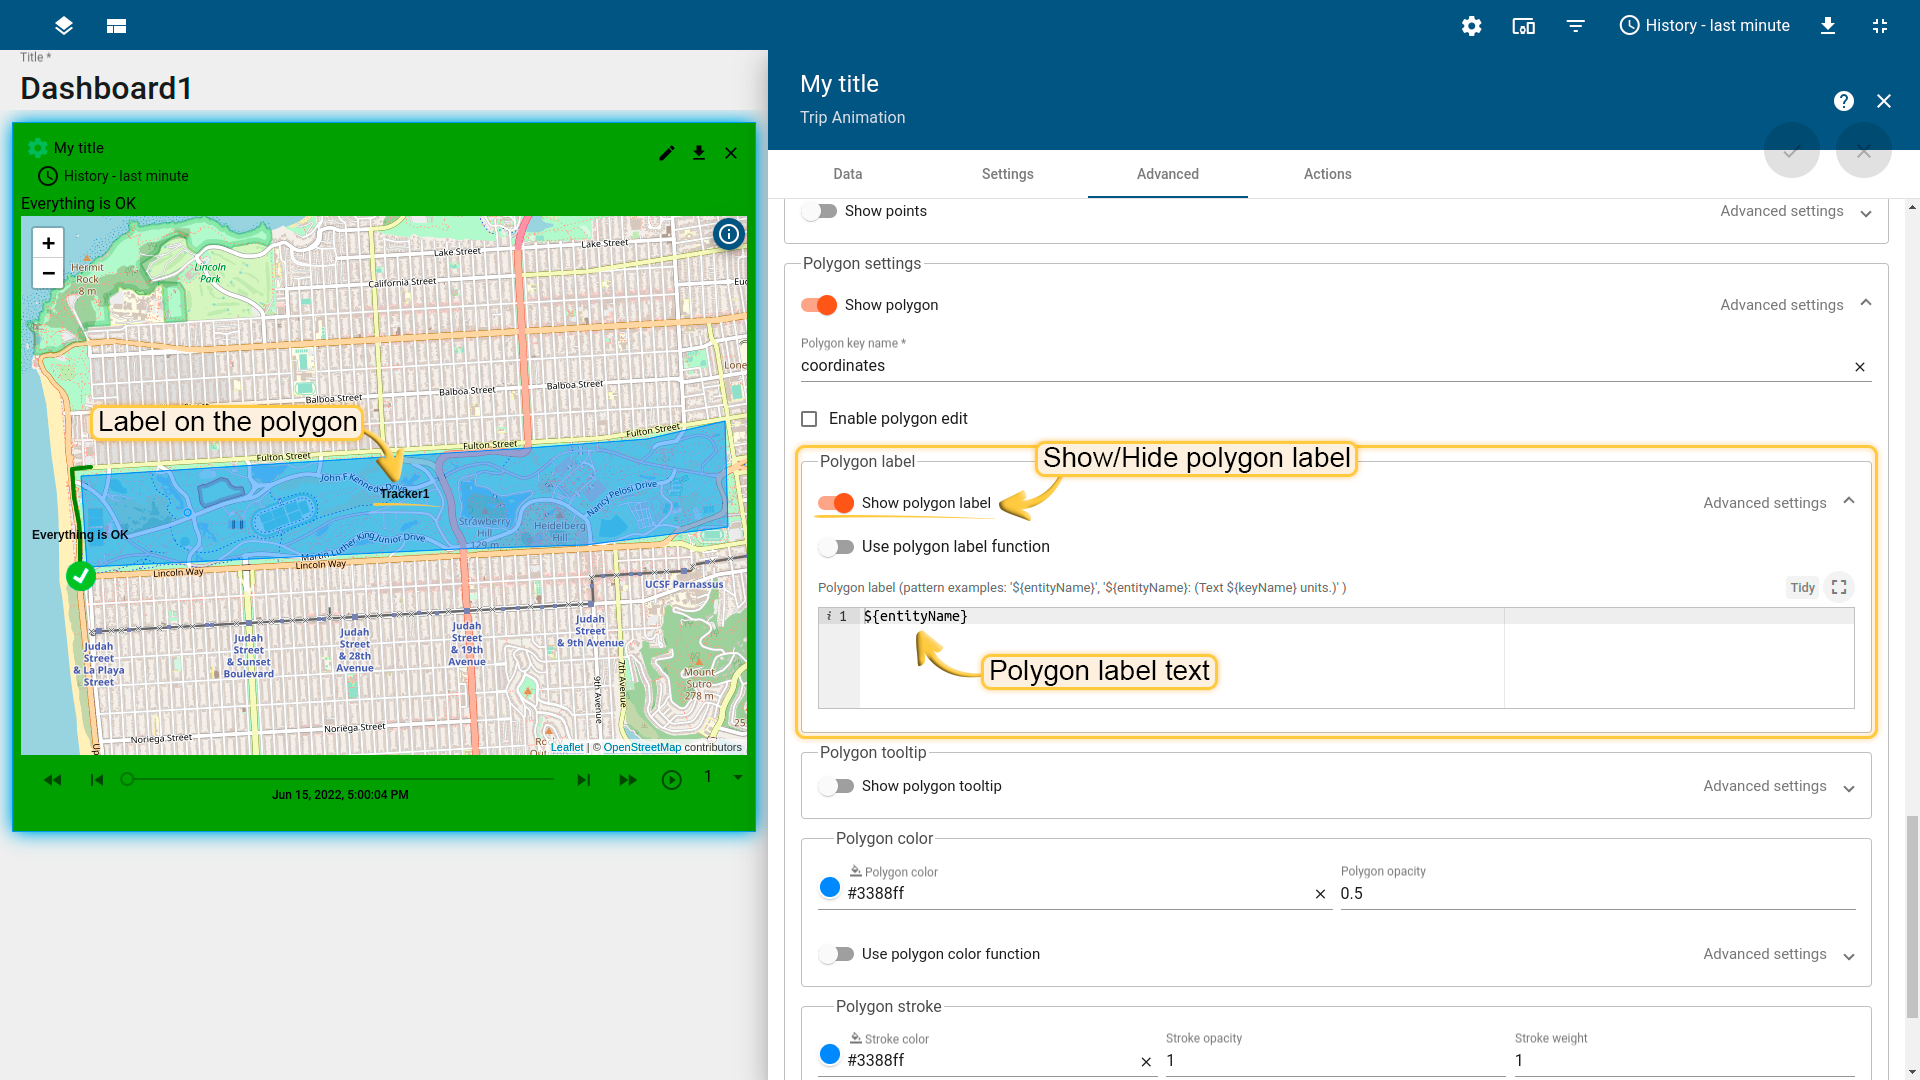 History - last minute
Title *
Dashboard1
My title
History - last minute
Everything is OK
+
−
Hermit
Rock
8 m
Lincoln
Park
Lake Street
Lake Street
California Street
Balboa Street
Balboa Street
Balboa Street
Label on the polygon
Fulton Street
Fulton Street
Fulton Street
John F Kennedy Drive
Tracker1
Nancy Pelosi Drive
Strawberry
Hill
129 m
Heidelberg
Hill
Everything is OK
Martin Luther King Junior Drive
Lincoln Way
Lincoln Way
UCSF Parnassus
Judah
Street
& La Playa
Street
Judah
Street
& Sunset
Boulevard
Judah
Street
& 28th
Avenue
Judah
Street
& 19th
Avenue
Judah
Street
& 9th Avenue
7th Avenue
9th Avenue
Mount
Sutro
278 m
Noriega Street
Noriega Street
Leaflet | © OpenStreetMap contributors
1
Jun 15, 2022, 5:00:04 PM
My title
Trip Animation
Data
Settings
Advanced
Actions
Show points
Advanced settings
Polygon settings
Show polygon
Advanced settings
Polygon key name *
coordinates
Enable polygon edit
Polygon label
Show/Hide polygon label
Show polygon label
Advanced settings
Use polygon label function
Polygon label (pattern examples: '${entityName}', '${entityName}: (Text ${keyName} units.)' )
Tidy
i 1 ${entityName}
Polygon label text
Polygon tooltip
Show polygon tooltip
Advanced settings
Polygon color
Polygon color
#3388ff
Polygon opacity
0.5
Use polygon color function
Advanced settings
Polygon stroke
Stroke color
#3388ff
Stroke opacity
1
Stroke weight
1